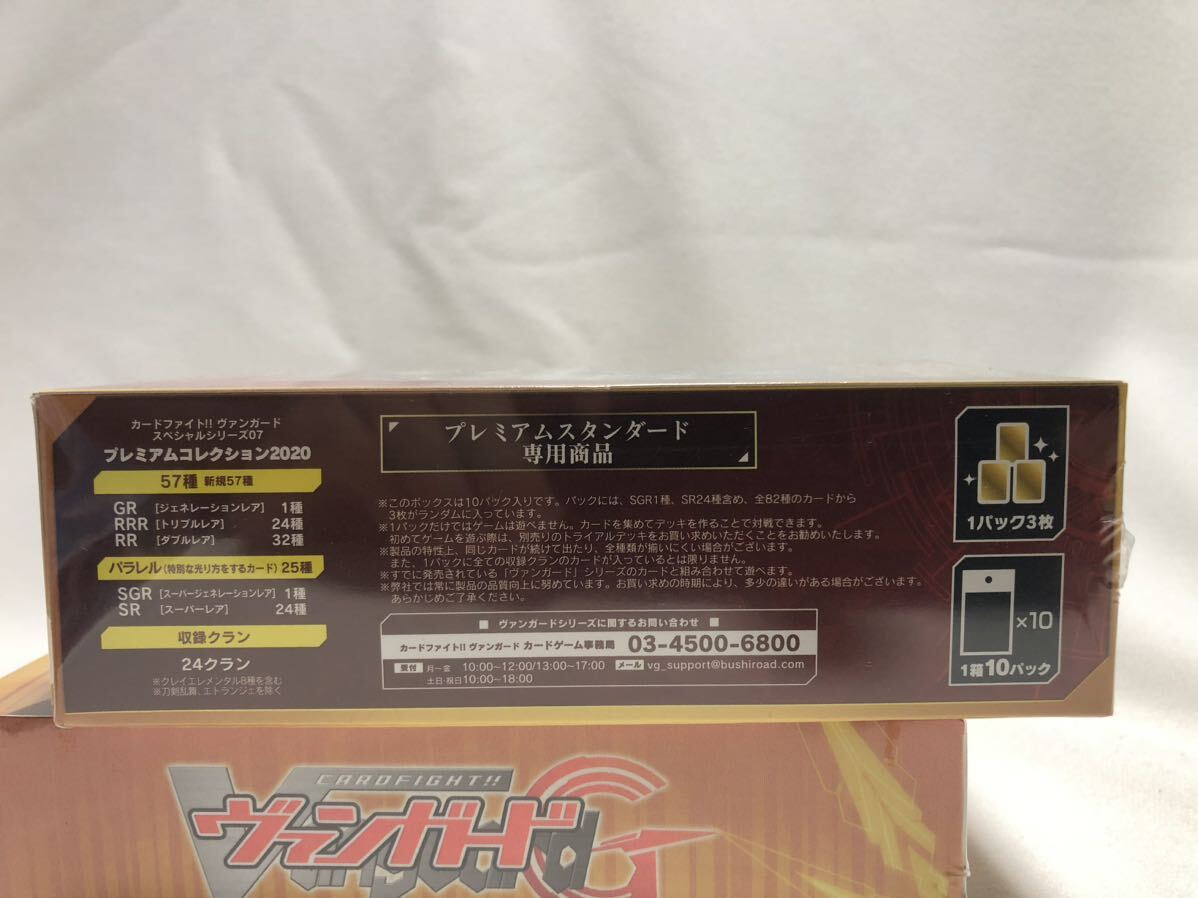 カードファイト!! ヴァンガード
スペシャルシリーズ07
プレミアムコレクション2020
57種 新規57種
GR [ジェネレーションレア] 1種
RRR [トリプルレア] 24種
RR [ダブルレア] 32種
パラレル(特別な光り方をするカード) 25種
SGR [スーパージェネレーションレア] 1種
SR [スーパーレア] 24種
収録クラン
24クラン
※クレイエレメンタル8種を含む
※刀剣乱舞、エトランジェを除く
プレミアムスタンダード
専用商品
※このボックスは10パック入りです。パックには、SGR1種、SR24種含め、全82種のカードから
3枚がランダムに入っています。
※1パックだけではゲームは遊べません。カードを集めてデッキを作ることで対戦できます。
初めてゲームを遊ぶ際は、別売りのトライアルデッキをお買い求めいただくことをお勧めいたします。
※製品の特性上、同じカードが続けて出たり、全種類が揃いにくい場合がございます。
また、1パックに全ての収録クランのカードが入っているとは限りません。
※すでに発売されている「ヴァンガード」シリーズのカードと組み合わせて遊べます。
※弊社では常に製品の品質向上に努めています。お買い求めの時期により、多少の違いがある場合がございます。
あらかじめご了承ください。
■ ヴァンガードシリーズに関するお問い合わせ ■
カードファイト!! ヴァンガード カードゲーム事務局 03-4500-6800
受付 月〜金 10:00〜12:00/13:00〜17:00 メール vg_support@bushiroad.com
土日・祝日 10:00〜18:00
1パック3枚
×10
1箱10パック
CARDFIGHT!!
ヴァンガード
Vanguard G